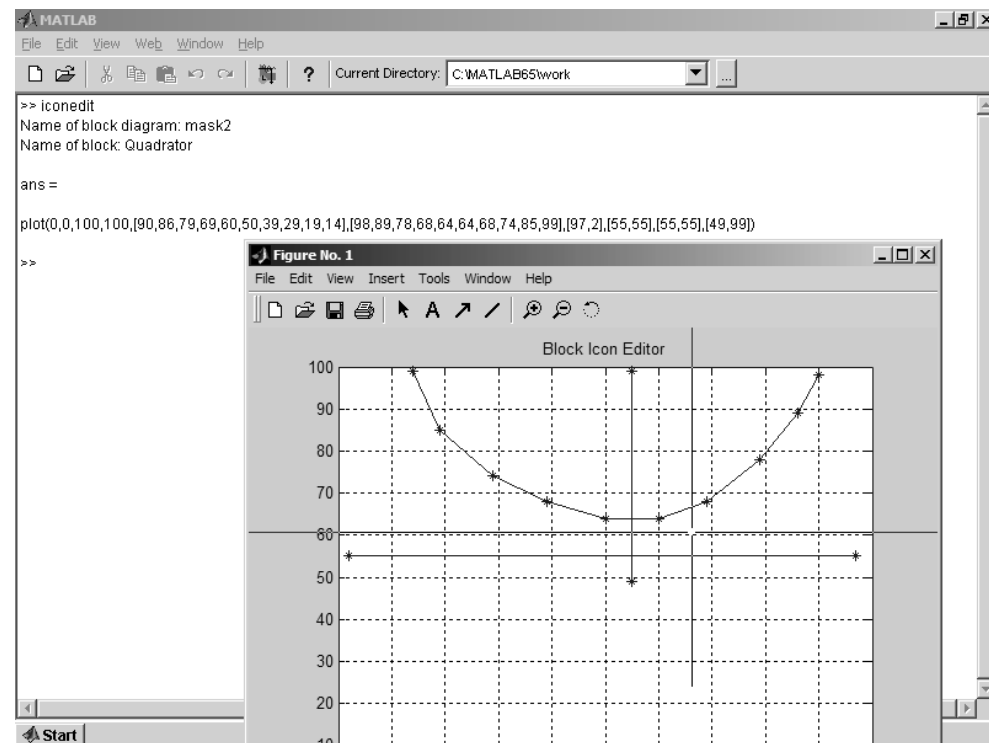 MATLAB
File Edit View Web Window Help
? Current Directory: C:\MATLAB65\work ...
>> iconedit
Name of block diagram: mask2
Name of block: Quadrator
ans =
plot(0,0,100,100,[90,86,79,69,60,50,39,29,19,14],[98,89,78,68,64,64,68,74,85,99],[97,2],[55,55],[55,55],[49,99])
>>
Figure No. 1
File Edit View Insert Tools Window Help
A
Block Icon Editor
100
90
80
70
60
50
40
30
20
10
Start